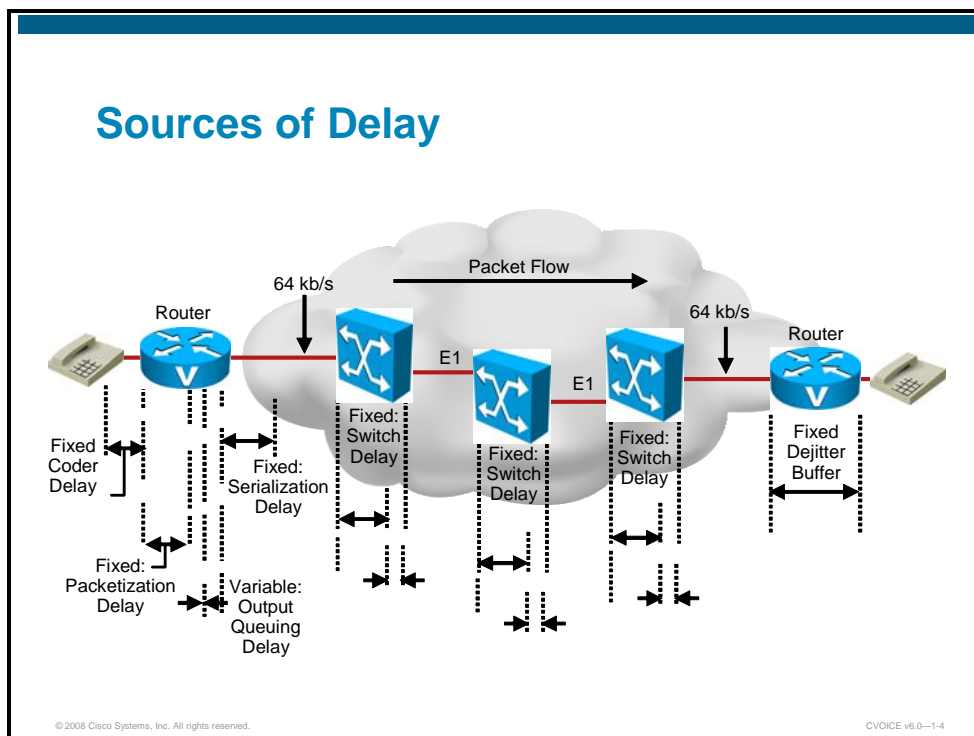 Sources of Delay
Packet Flow
64 kb/s
64 kb/s
Router
Router
E1
E1
V
V
Fixed
Coder
Delay
Fixed:
Serialization
Delay
Fixed:
Switch
Delay
Fixed:
Switch
Delay
Fixed:
Switch
Delay
Fixed
Dejitter
Buffer
Fixed:
Packetization
Delay
Variable:
Output
Queuing
Delay
© 2008 Cisco Systems, Inc. All rights reserved.
CVOICE v6.0—1-4